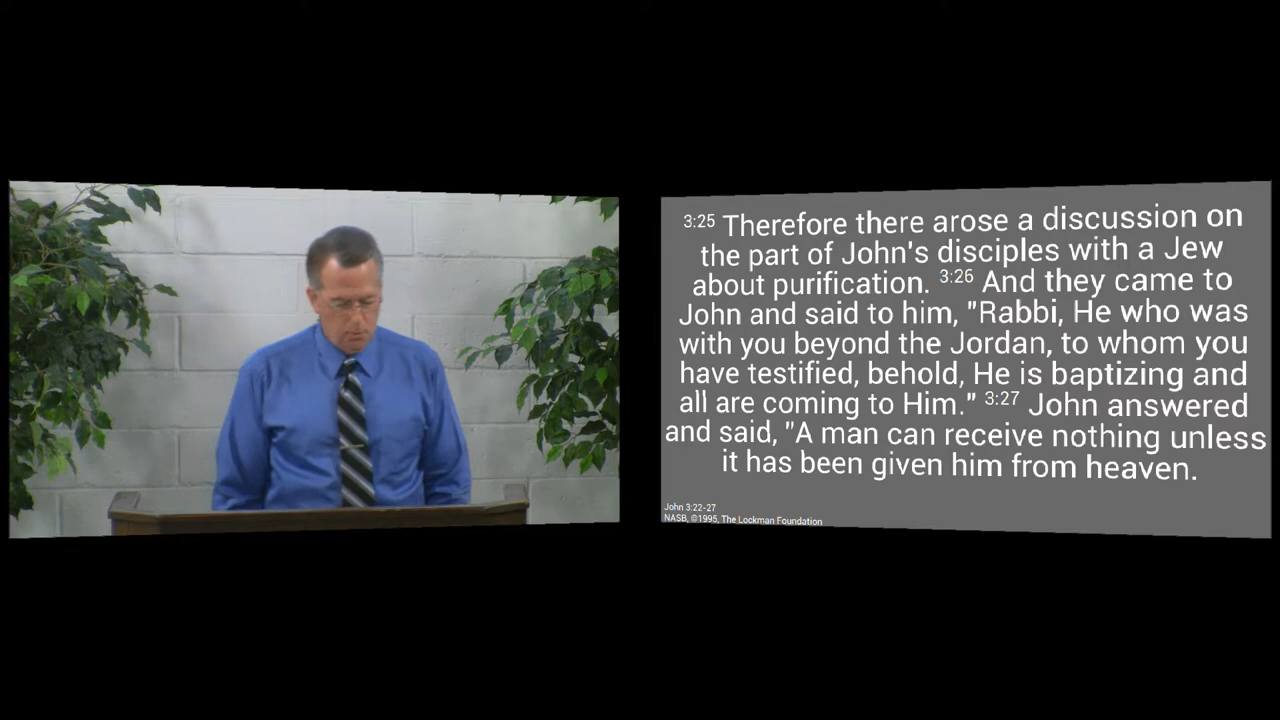 3:25 Therefore there arose a discussion on
the part of John's disciples with a Jew
about purification. 3:26 And they came to
John and said to him, "Rabbi, He who was
with you beyond the Jordan, to whom you
have testified, behold, He is baptizing and
all are coming to Him." 3:27 John answered
and said, "A man can receive nothing unless
it has been given him from heaven.
John 3:22-27
NASB, ©1995, The Lockman Foundation